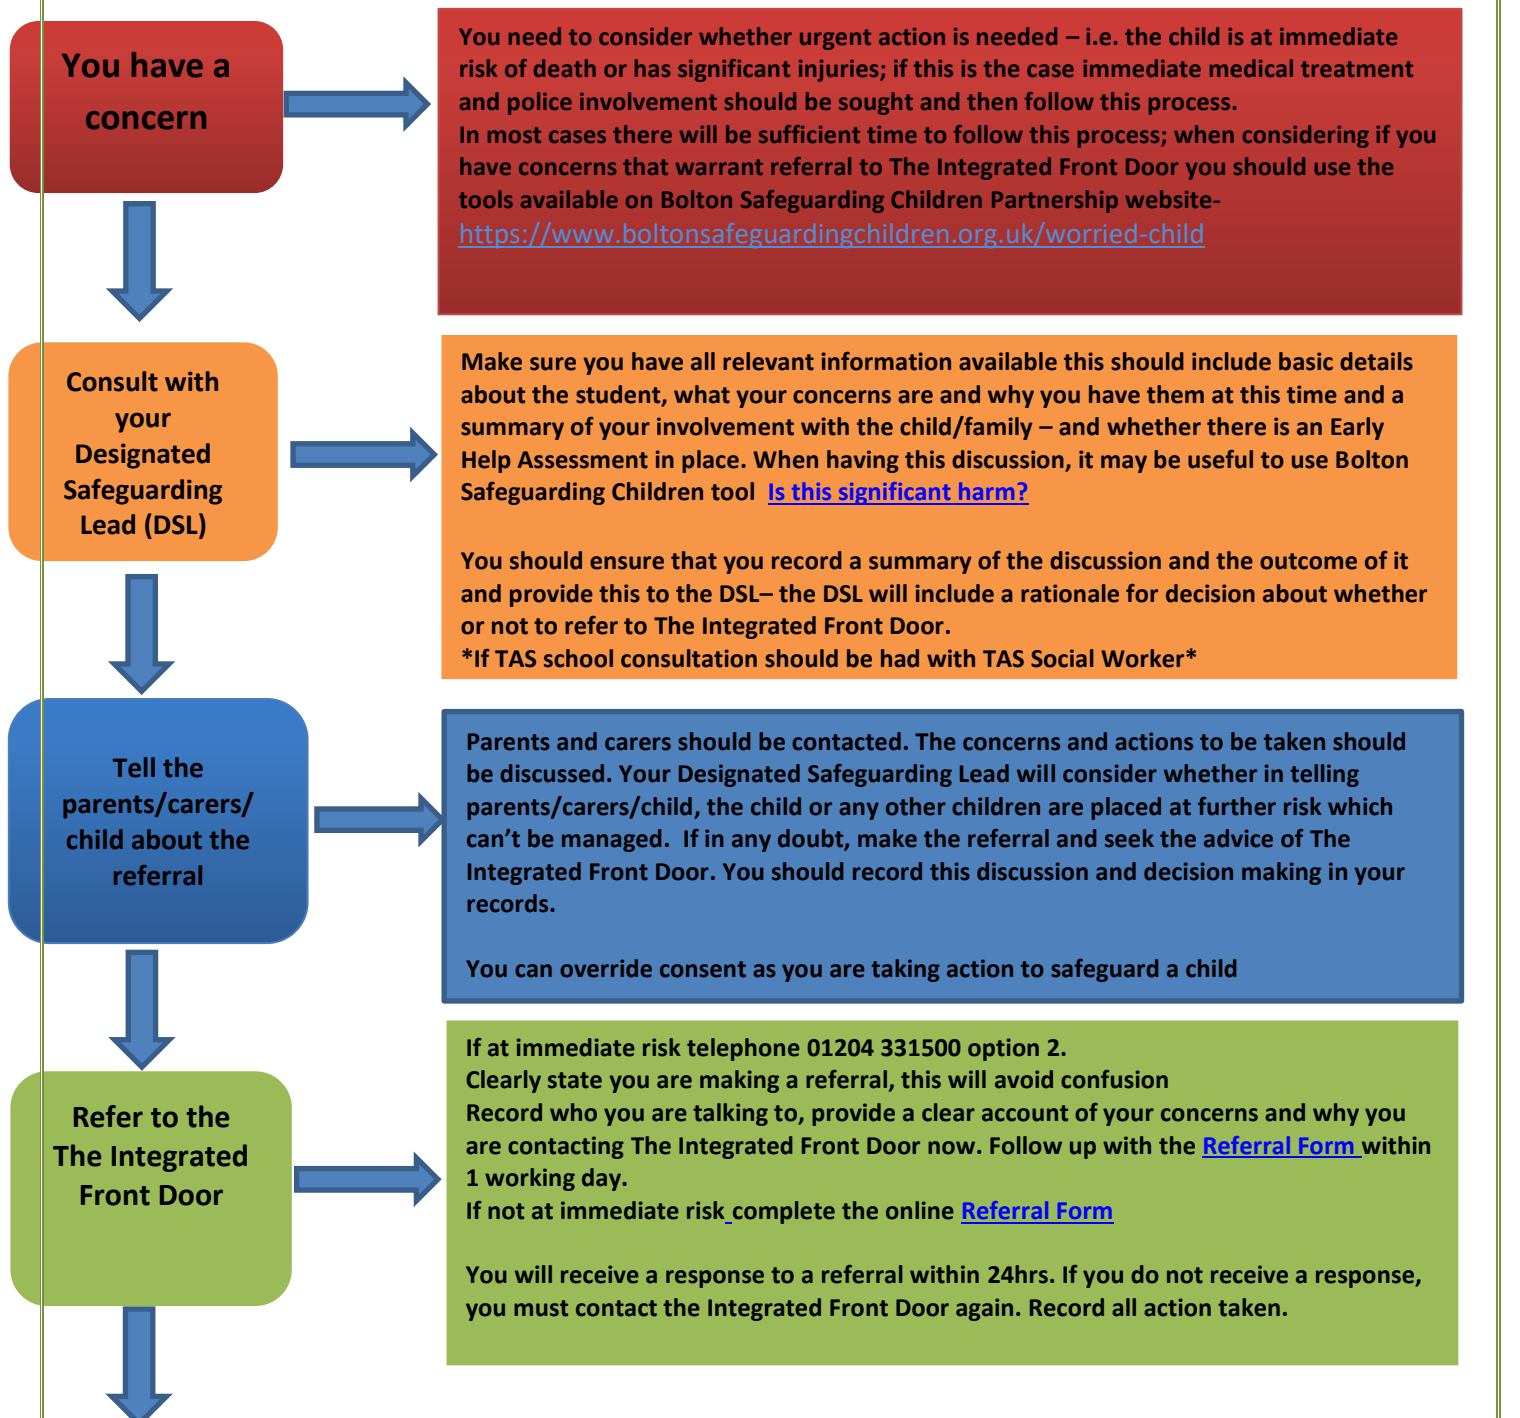 You have a
concern
You need to consider whether urgent action is needed – i.e. the child is at immediate
risk of death or has significant injuries; if this is the case immediate medical treatment
and police involvement should be sought and then follow this process.
In most cases there will be sufficient time to follow this process; when considering if you
have concerns that warrant referral to The Integrated Front Door you should use the
tools available on Bolton Safeguarding Children Partnership website-
https://www.boltonsafeguardingchildren.org.uk/worried-child
Consult with
your
Designated
Safeguarding
Lead (DSL)
Make sure you have all relevant information available this should include basic details
about the student, what your concerns are and why you have them at this time and a
summary of your involvement with the child/family – and whether there is an Early
Help Assessment in place. When having this discussion, it may be useful to use Bolton
Safeguarding Children tool  Is this significant harm?
You should ensure that you record a summary of the discussion and the outcome of it
and provide this to the DSL– the DSL will include a rationale for decision about whether
or not to refer to The Integrated Front Door.
*If TAS school consultation should be had with TAS Social Worker*
Tell the
parents/carers/
child about the
referral
Parents and carers should be contacted. The concerns and actions to be taken should
be discussed. Your Designated Safeguarding Lead will consider whether in telling
parents/carers/child, the child or any other children are placed at further risk which
can’t be managed.  If in any doubt, make the referral and seek the advice of The
Integrated Front Door. You should record this discussion and decision making in your
records.
You can override consent as you are taking action to safeguard a child
Refer to the
The Integrated
Front Door
If at immediate risk telephone 01204 331500 option 2.
Clearly state you are making a referral, this will avoid confusion
Record who you are talking to, provide a clear account of your concerns and why you
are contacting The Integrated Front Door now. Follow up with the Referral Form within
1 working day.
If not at immediate risk complete the online Referral Form
You will receive a response to a referral within 24hrs. If you do not receive a response,
you must contact the Integrated Front Door again. Record all action taken.